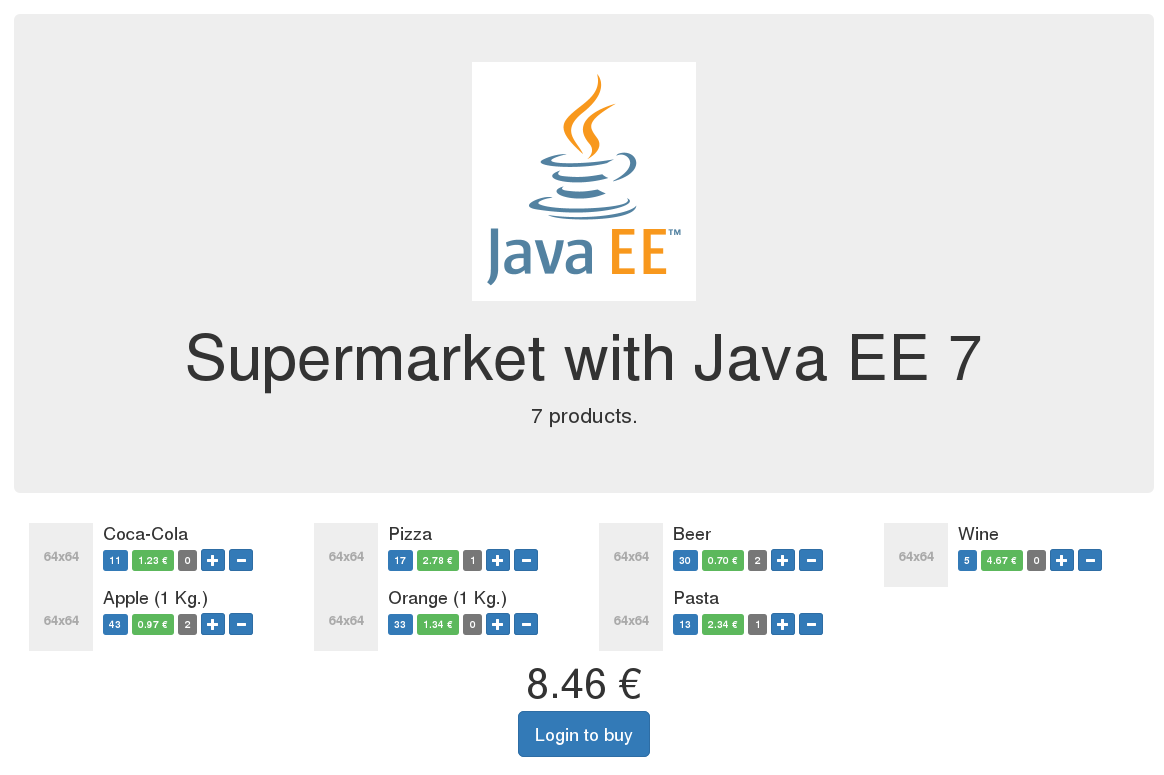 Java EE™
Supermarket with Java EE 7
7 products.
64x64 Coca-Cola
11 1.23 € 0 + −
64x64 Pizza
17 2.78 € 1 + −
64x64 Beer
30 0.70 € 2 + −
64x64 Wine
5 4.67 € 0 + −
64x64 Apple (1 Kg.)
43 0.97 € 2 + −
64x64 Orange (1 Kg.)
33 1.34 € 0 + −
64x64 Pasta
13 2.34 € 1 + −
8.46 €
Login to buy